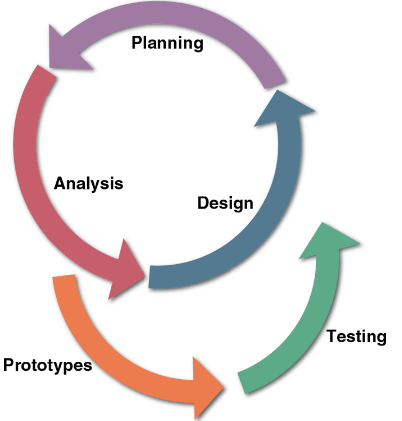 Planning
Analysis
Design
Testing
Prototypes